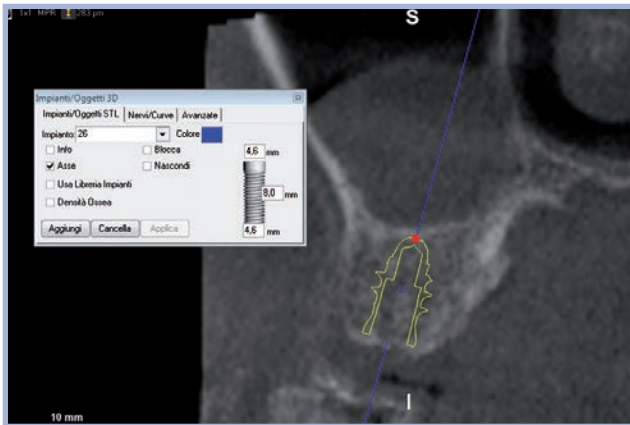 1x1 MPR 283 µm
S
Impianti/Oggetti 3D
Impianti/Oggetti STL Nervi/Curve Avanzate
Impianto: 26 Colore
Info Blocca
Asse Nascondi
Usa Libreria Impianti
Densità Ossea
4,6 mm
8,0 mm
4,6 mm
Aggiungi Cancella Applica
I
10 mm